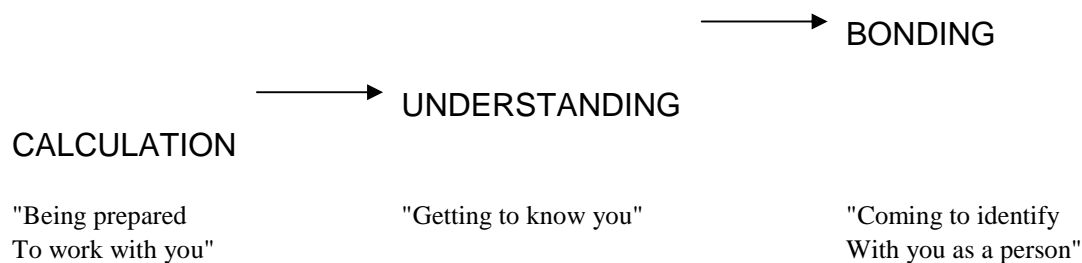 BONDING
UNDERSTANDING
CALCULATION
"Being prepared
To work with you"
"Getting to know you"
"Coming to identify
With you as a person"